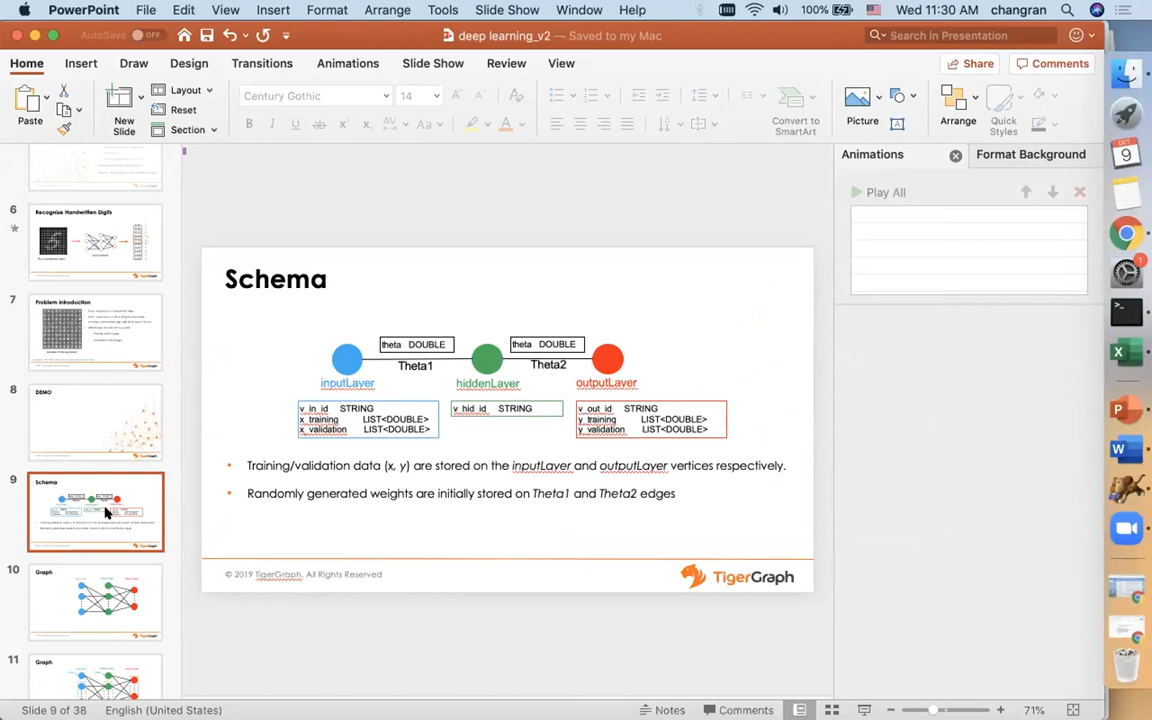 PowerPoint File Edit View Insert Format Arrange Tools Slide Show Window Help 100% Wed 11:30 AM changran
AutoSave OFF deep learning_v2 — Saved to my Mac Search in Presentation
Home Insert Draw Design Transitions Animations Slide Show Review View Share Comments
Paste New Slide Layout Reset Section Century Gothic 14 Convert to SmartArt Picture Arrange Quick Styles
B I U ab
Animations Format Background
Play All
6
Recognize Handwritten Digits
7
Problem Introduction
8
DEMO
9
Schema
10
Graph
11
Graph
Schema
theta DOUBLE theta DOUBLE
Theta1 Theta2
inputLayer hiddenLayer outputLayer
v_in_id STRING
x_training LIST<DOUBLE>
x_validation LIST<DOUBLE>
v_hid_id STRING
v_out_id STRING
y_training LIST<DOUBLE>
y_validation LIST<DOUBLE>
• Training/validation data (x, y) are stored on the inputLayer and outputLayer vertices respectively.
• Randomly generated weights are initially stored on Theta1 and Theta2 edges
© 2019 TigerGraph. All Rights Reserved TigerGraph
OCT
9
1
Slide 9 of 38 English (United States) Notes Comments 71%